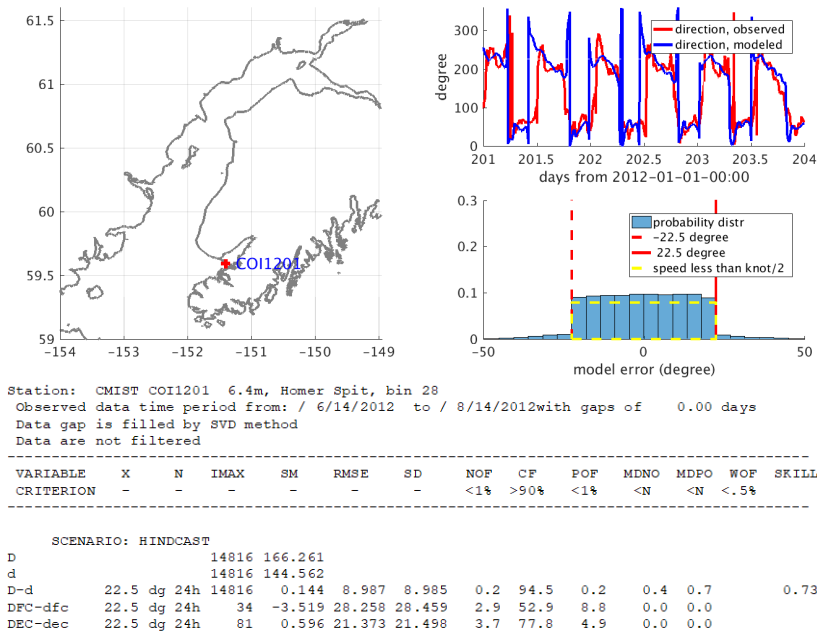 61.5
61
60.5
60
59.5
59
-154
-153
-152
-151
-150
-149
COI1201
300
200
100
0
degree
direction, observed
direction, modeled
201
201.5
202
202.5
203
203.5
204
days from 2012-01-01-00:00
0.3
0.2
0.1
0
probability distr
-22.5 degree
22.5 degree
speed less than knot/2
-50
0
50
model error (degree)
Station: CMIST COI1201 6.4m, Homer Spit, bin 28
Observed data time period from: / 6/14/2012 to / 8/14/2012with gaps of 0.00 days
Data gap is filled by SVD method
Data are not filtered
--------------------------------------------------------------------------------
VARIABLE X N IMAX SM RMSE SD NOF CF POF MDNO MDPO WOF SKILL
CRITERION - - - - - - <1% >90% <1% <N <N <.5%
--------------------------------------------------------------------------------
SCENARIO: HINDCAST
D 14816 166.261
d 14816 144.562
D-d 22.5 dg 24h 14816 0.144 8.987 8.985 0.2 94.5 0.2 0.4 0.7 0.73
DFC-dfc 22.5 dg 24h 34 -3.519 28.258 28.459 2.9 52.9 8.8 0.0 0.0
DEC-dec 22.5 dg 24h 81 0.596 21.373 21.498 3.7 77.8 4.9 0.0 0.0